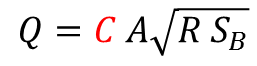 Q = C A√(R S_B)